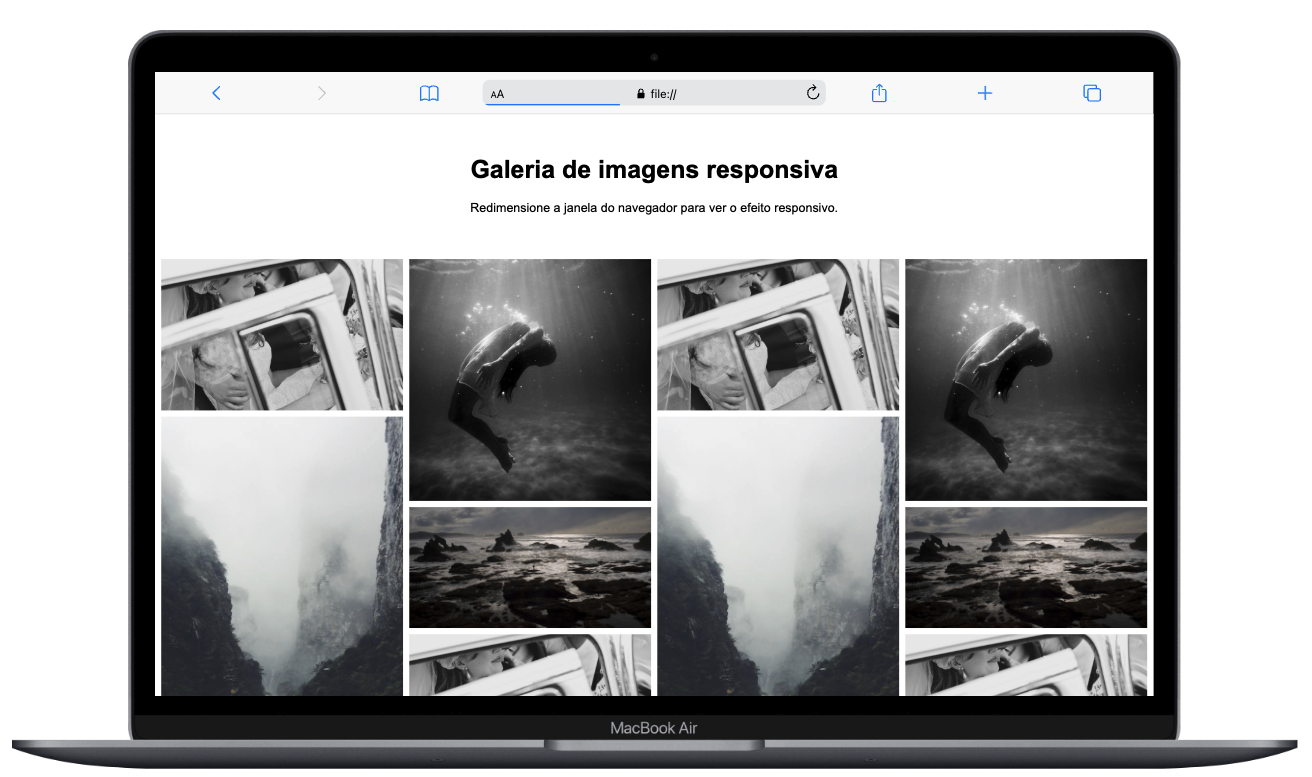 AA
file://
Galeria de imagens responsiva
Redimensione a janela do navegador para ver o efeito responsivo.
MacBook Air